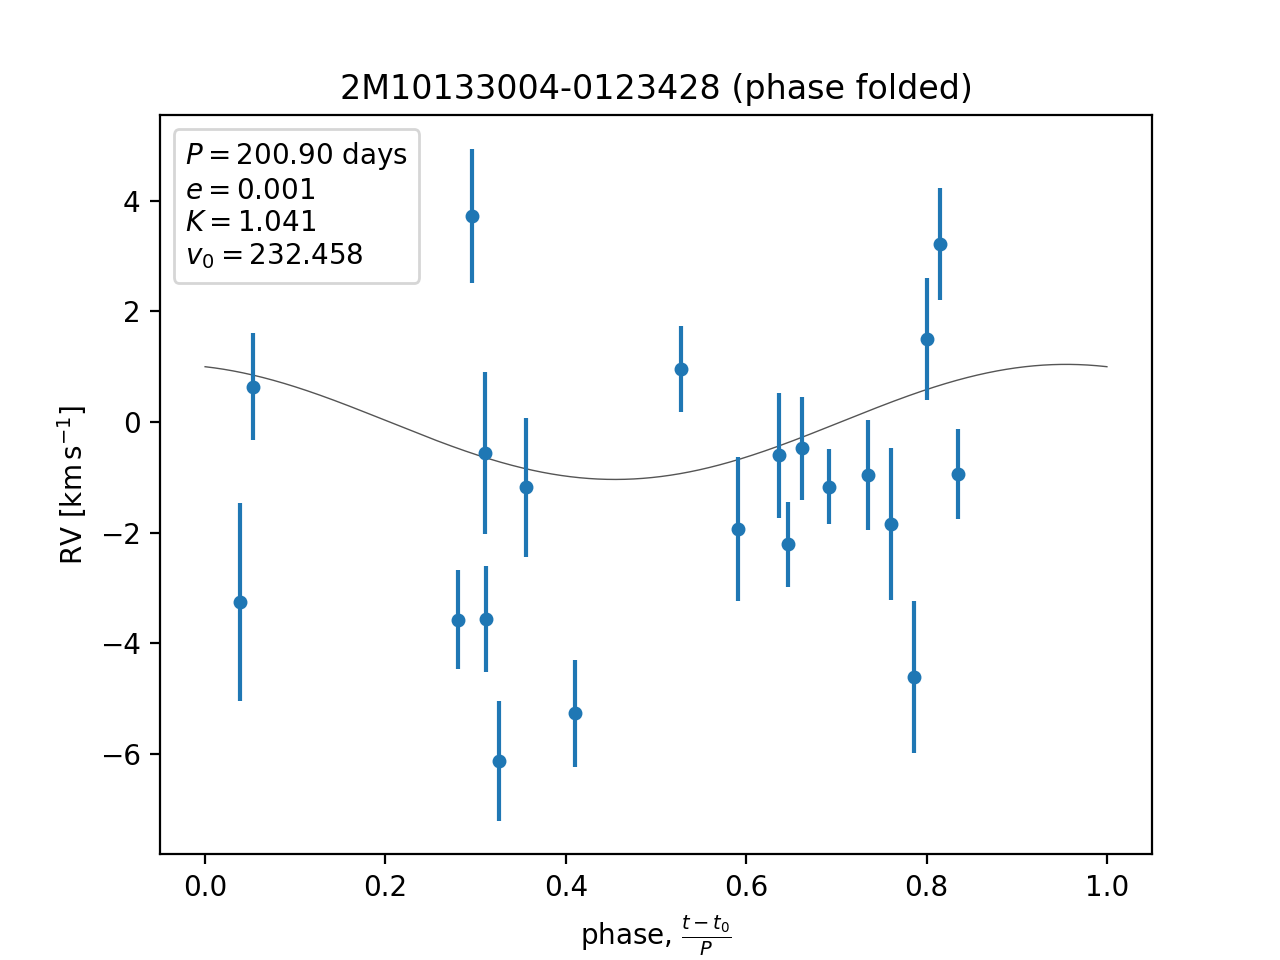 2M10133004-0123428 (phase folded)
P = 200.90 days
e = 0.001
K = 1.041
v₀ = 232.458
4
2
0
−2
−4
−6
RV [km s⁻¹]
0.0 0.2 0.4 0.6 0.8 1.0
phase, (t − t₀)/P